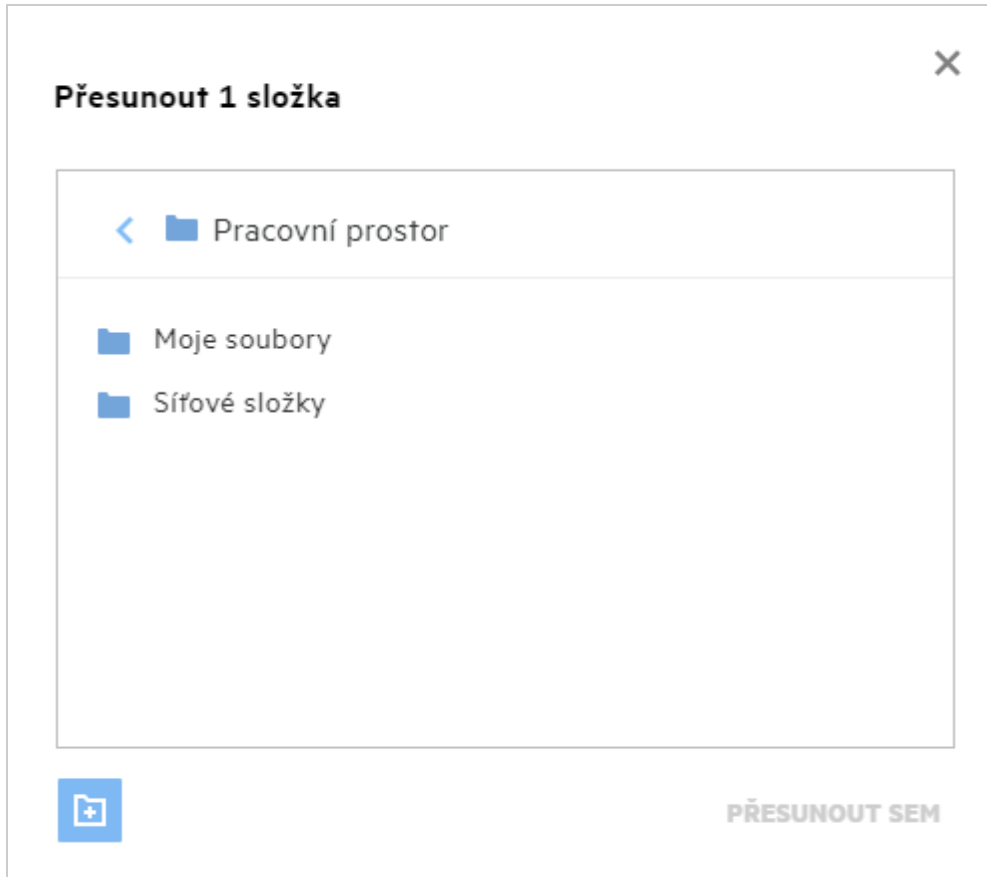 Přesunout 1 složka
Pracovní prostor
Moje soubory
Síťové složky
PŘESUNOUT SEM